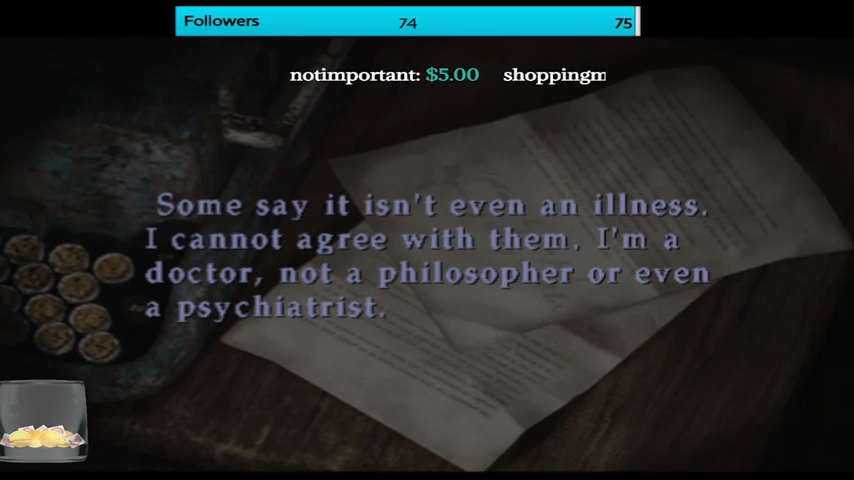 Followers 74 75
notimportant: $5.00 shoppingm
Some say it isn't even an illness.
I cannot agree with them. I'm a
doctor, not a philosopher or even
a psychiatrist.